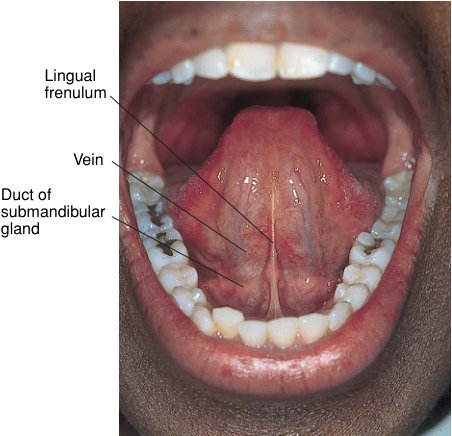 Lingual
frenulum
Vein
Duct of
submandibular
gland